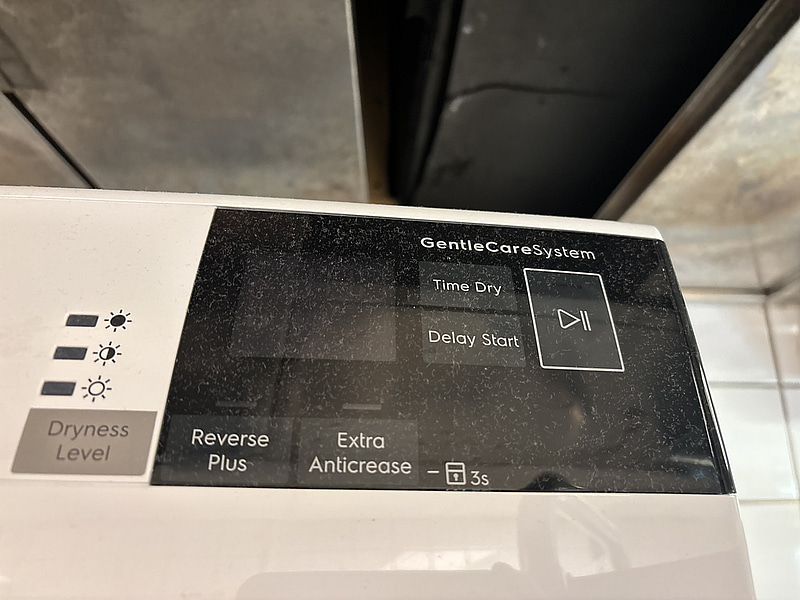 GentleCareSystem
Time Dry
Delay Start
Dryness
Level
Reverse
Plus
Extra
Anticrease
3s